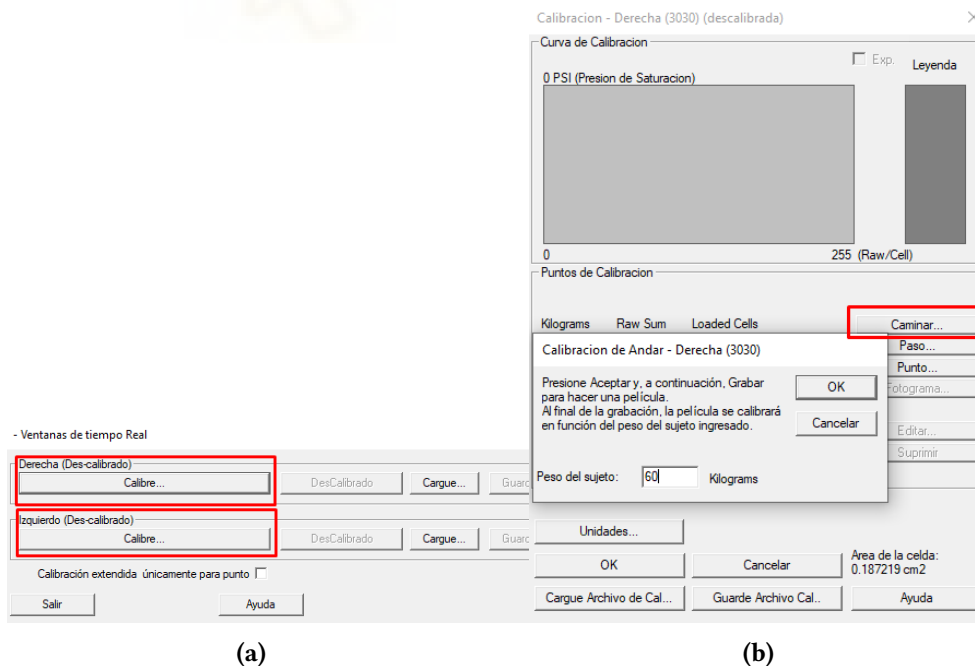 - Ventanas de tiempo Real
Derecha (Des-calibrado)
Calibre... DesCalibrado Cargue...
Izquierdo (Des-calibrado)
Calibre... DesCalibrado Cargue...
Calibración extendida únicamente para punto
Salir Ayuda
(a)
Calibracion - Derecha (3030) (descalibrada)
Curva de Calibracion
Exp. Leyenda
0 PSI (Presion de Saturacion)
0 255 (Raw/Cell)
Puntos de Calibracion
Kilograms Raw Sum Loaded Cells Caminar...
Paso...
Punto...
Fotograma...
Editar...
Suprimir
Calibracion de Andar - Derecha (3030)
Presione Aceptar y, a continuación, Grabar
para hacer una película.
Al final de la grabación, la película se calibrará
en función del peso del sujeto ingresado.
OK
Cancelar
Peso del sujeto: 60 Kilograms
Unidades...
OK Cancelar Area de la celda:
0.187219 cm2
Cargue Archivo de Cal... Guarde Archivo Cal.. Ayuda
(b)